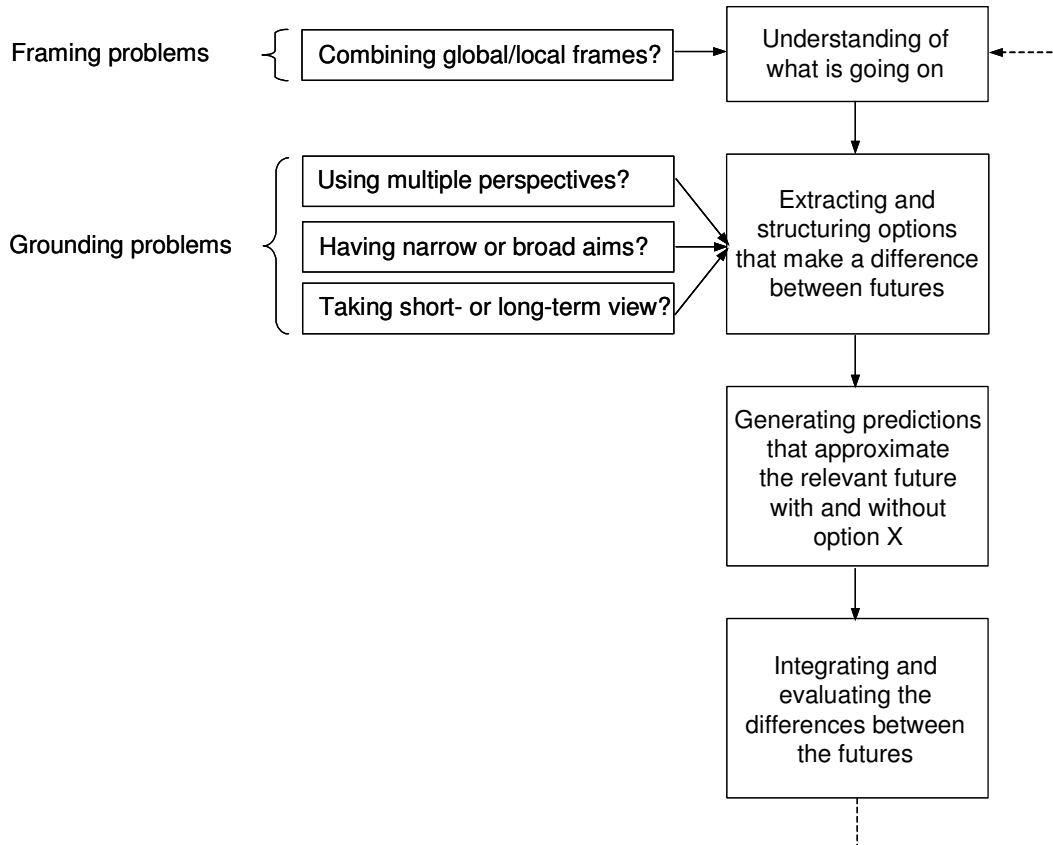 Framing problems
Combining global/local frames?
Understanding of
what is going on
Grounding problems
Using multiple perspectives?
Having narrow or broad aims?
Taking short- or long-term view?
Extracting and
structuring options
that make a difference
between futures
Generating predictions
that approximate
the relevant future
with and without
option X
Integrating and
evaluating the
differences between
the futures